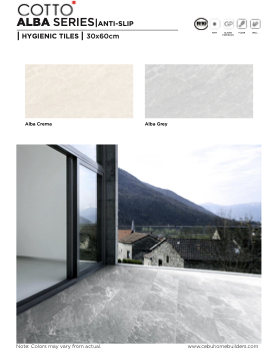 COTTO
ALBA SERIES|ANTI-SLIP
| HYGIENIC TILES | 30x60cm
GP
Alba Crema
Alba Grey
Note: Colors may vary from actual.
www.cebuhomebuilders.com